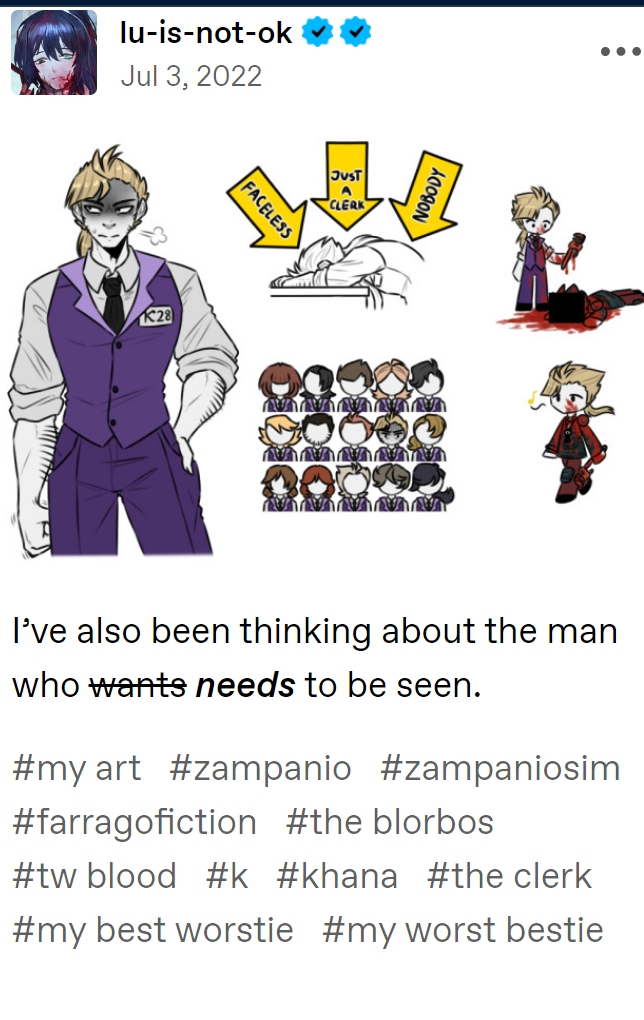 lu-is-not-ok
Jul 3, 2022
FACELESS
JUST
A
CLERK
NOBODY
K28
I've also been thinking about the man
who wants needs to be seen.
#my art #zampanio #zampaniosim
#farragofiction #the blorbos
#tw blood #k #khana #the clerk
#my best worstie #my worst bestie